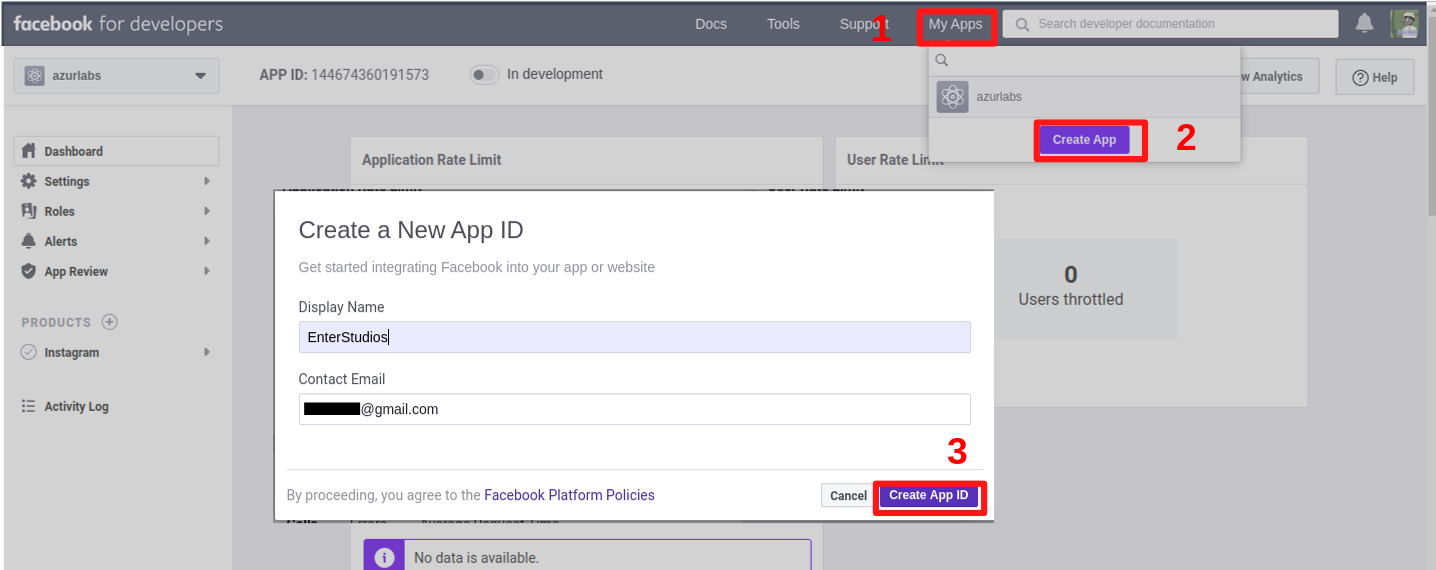 facebook for developers
Docs
Tools
Support
1
My Apps
Search developer documentation
azurlabs
APP ID: 144674360191573
In development
w Analytics
Help
azurlabs
Create App
2
Dashboard
Settings
Roles
Alerts
App Review
PRODUCTS
Instagram
Activity Log
Application Rate Limit
User Rate Limit
0
Users throttled
Create a New App ID
Get started integrating Facebook into your app or website
Display Name
EnterStudios
Contact Email
@gmail.com
3
By proceeding, you agree to the Facebook Platform Policies
Cancel
Create App ID
No data is available.